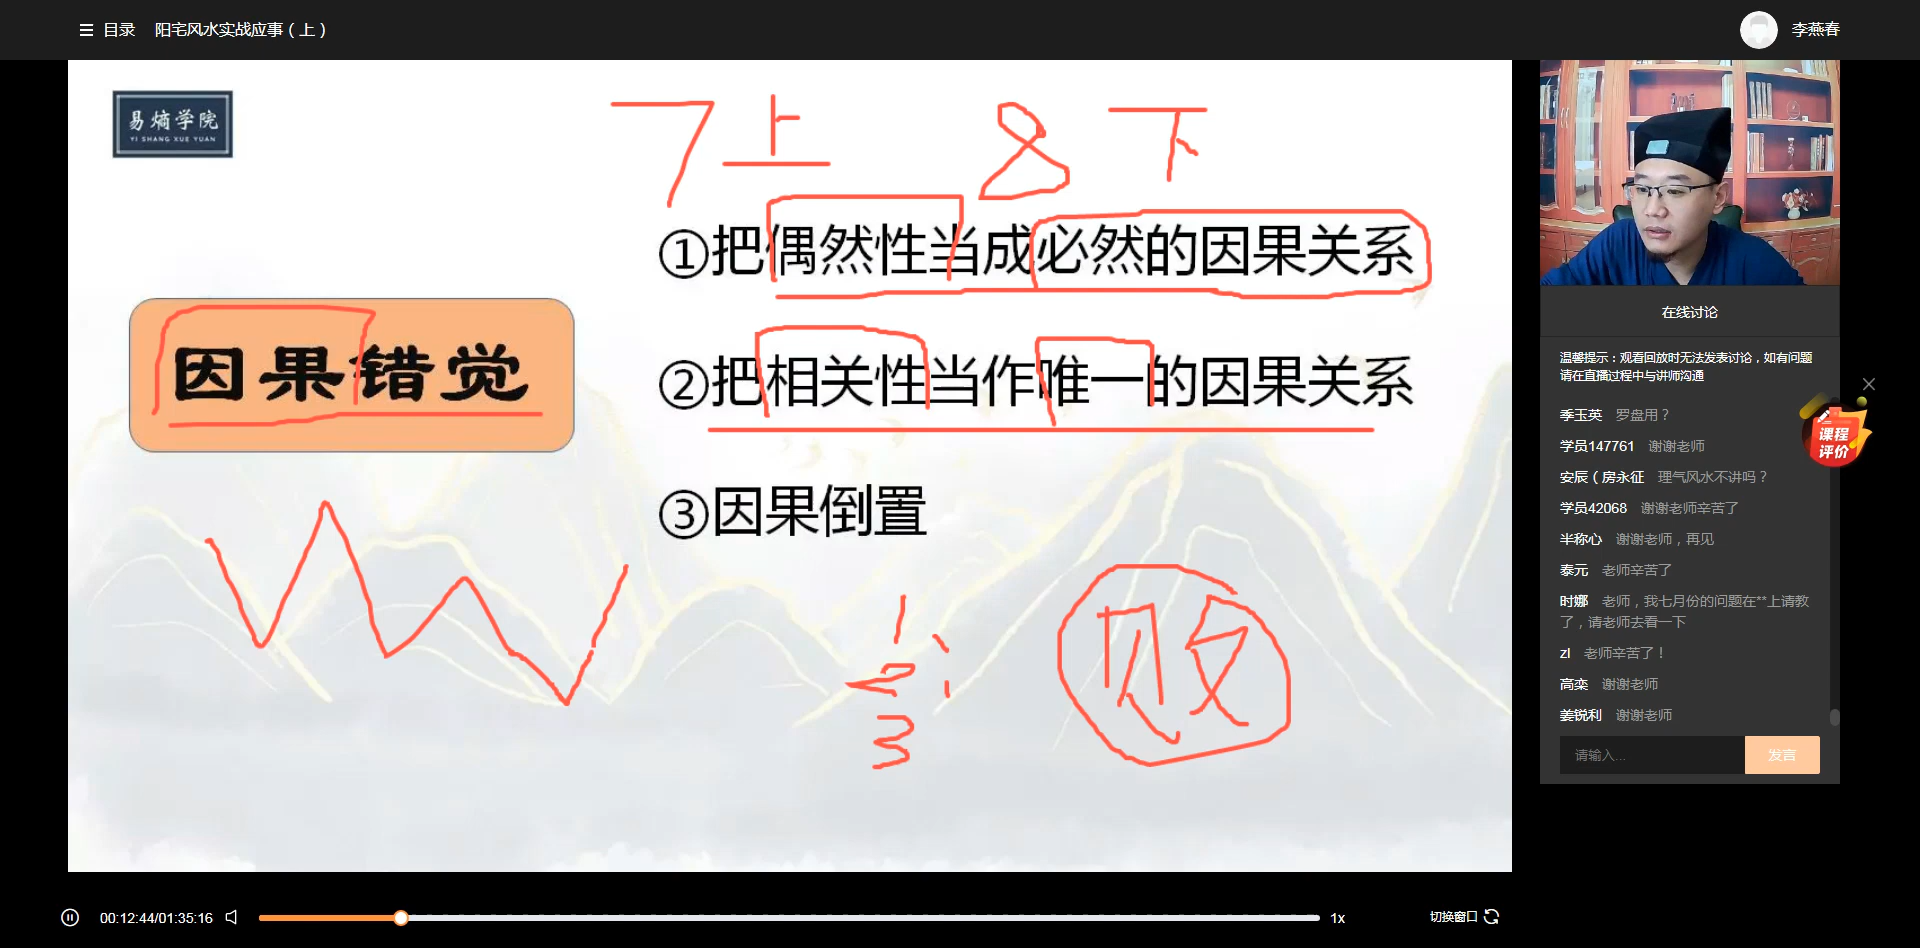 目录 阳宅风水实战应事（上）
李燕春
易熵学院
YI SHANG XUE YUAN
7上 8下
①把偶然性当成必然的因果关系
因果错觉
②把相关性当作唯一的因果关系
③因果倒置
3
在线讨论
温馨提示：观看回放时无法发表讨论，如有问题
请在直播过程中与讲师沟通
季玉英 罗盘用？
学员147761 谢谢老师
安辰（房永征 理气风水不讲吗？
学员42068 谢谢老师辛苦了
半称心 谢谢老师，再见
泰元 老师辛苦了
时娜 老师，我七月份的问题在**上请教
了，请老师去看一下
zl 老师辛苦了！
高栾 谢谢老师
姜锐利 谢谢老师
课程
评价
请输入... 发言
00:12:44/01:35:16 1x 切换窗口